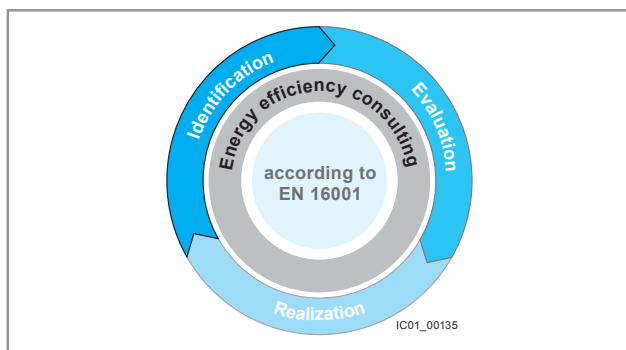 Identification
Evaluation
Realization
Energy efficiency consulting
according to
EN 16001
IC01_00135